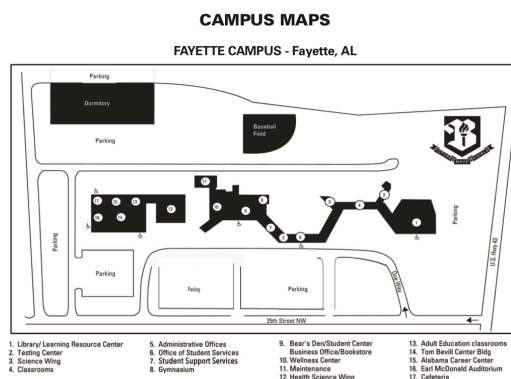 CAMPUS MAPS
FAYETTE CAMPUS - Fayette, AL
Parking
Dormitory
Parking
Baseball
Field
Parking
Parking
Parking
Parking
Parking
One Way
U.S. Hwy 43
25th Street NW
1. Library/ Learning Resource Center
2. Testing Center
3. Science Wing
4. Classrooms
5. Administrative Offices
6. Office of Student Services
7. Student Support Services
8. Gymnasium
9. Bear's Den/Student Center
Business Office/Bookstore
10. Wellness Center
11. Maintenance
12. Health Science Wing
13. Adult Education classrooms
14. Tom Bevill Center Bldg
15. Alabama Career Center
16. Earl McDonald Auditorium
17. Cafeteria